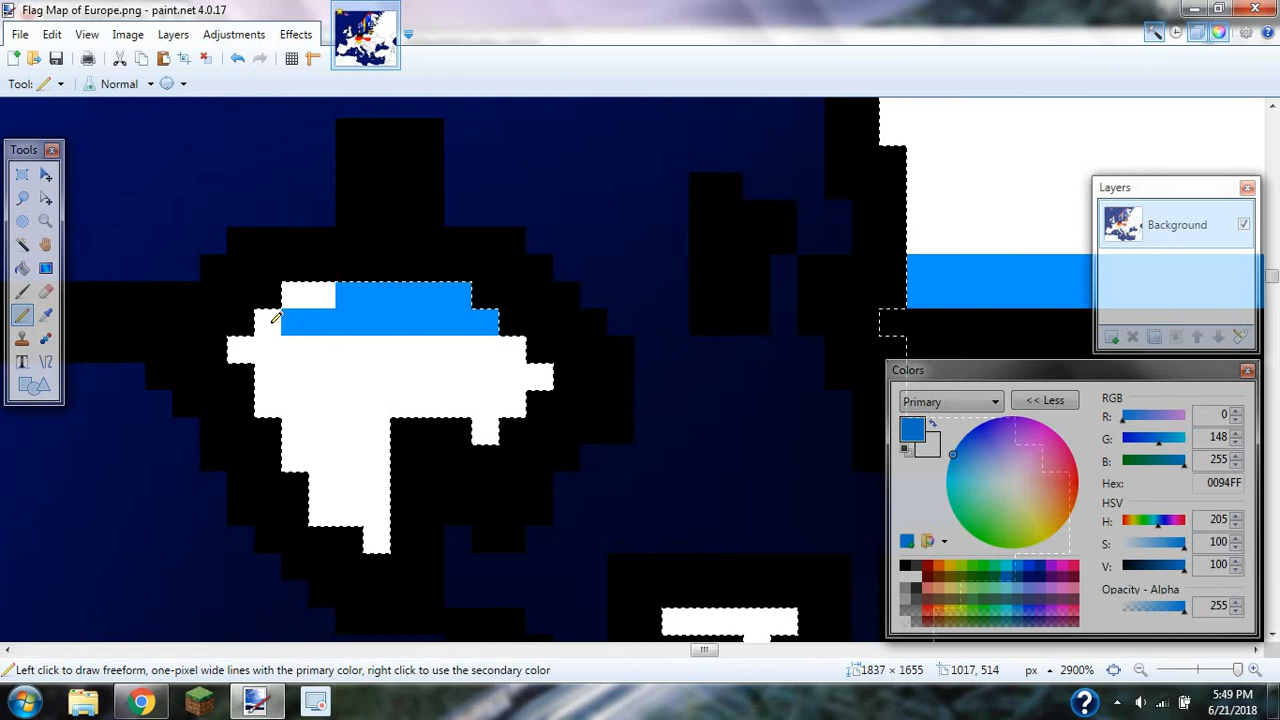 Flag Map of Europe.png - paint.net 4.0.17
File Edit View Image Layers Adjustments Effects
Tool: Normal
Tools
Layers
Background
Colors
Primary
<< Less
RGB
R: 0
G: 148
B: 255
Hex: 0094FF
HSV
H: 205
S: 100
V: 100
Opacity - Alpha
255
Left click to draw freeform, one-pixel wide lines with the primary color, right click to use the secondary color
1837 × 1655
1017, 514
px
2900%
5:49 PM
6/21/2018